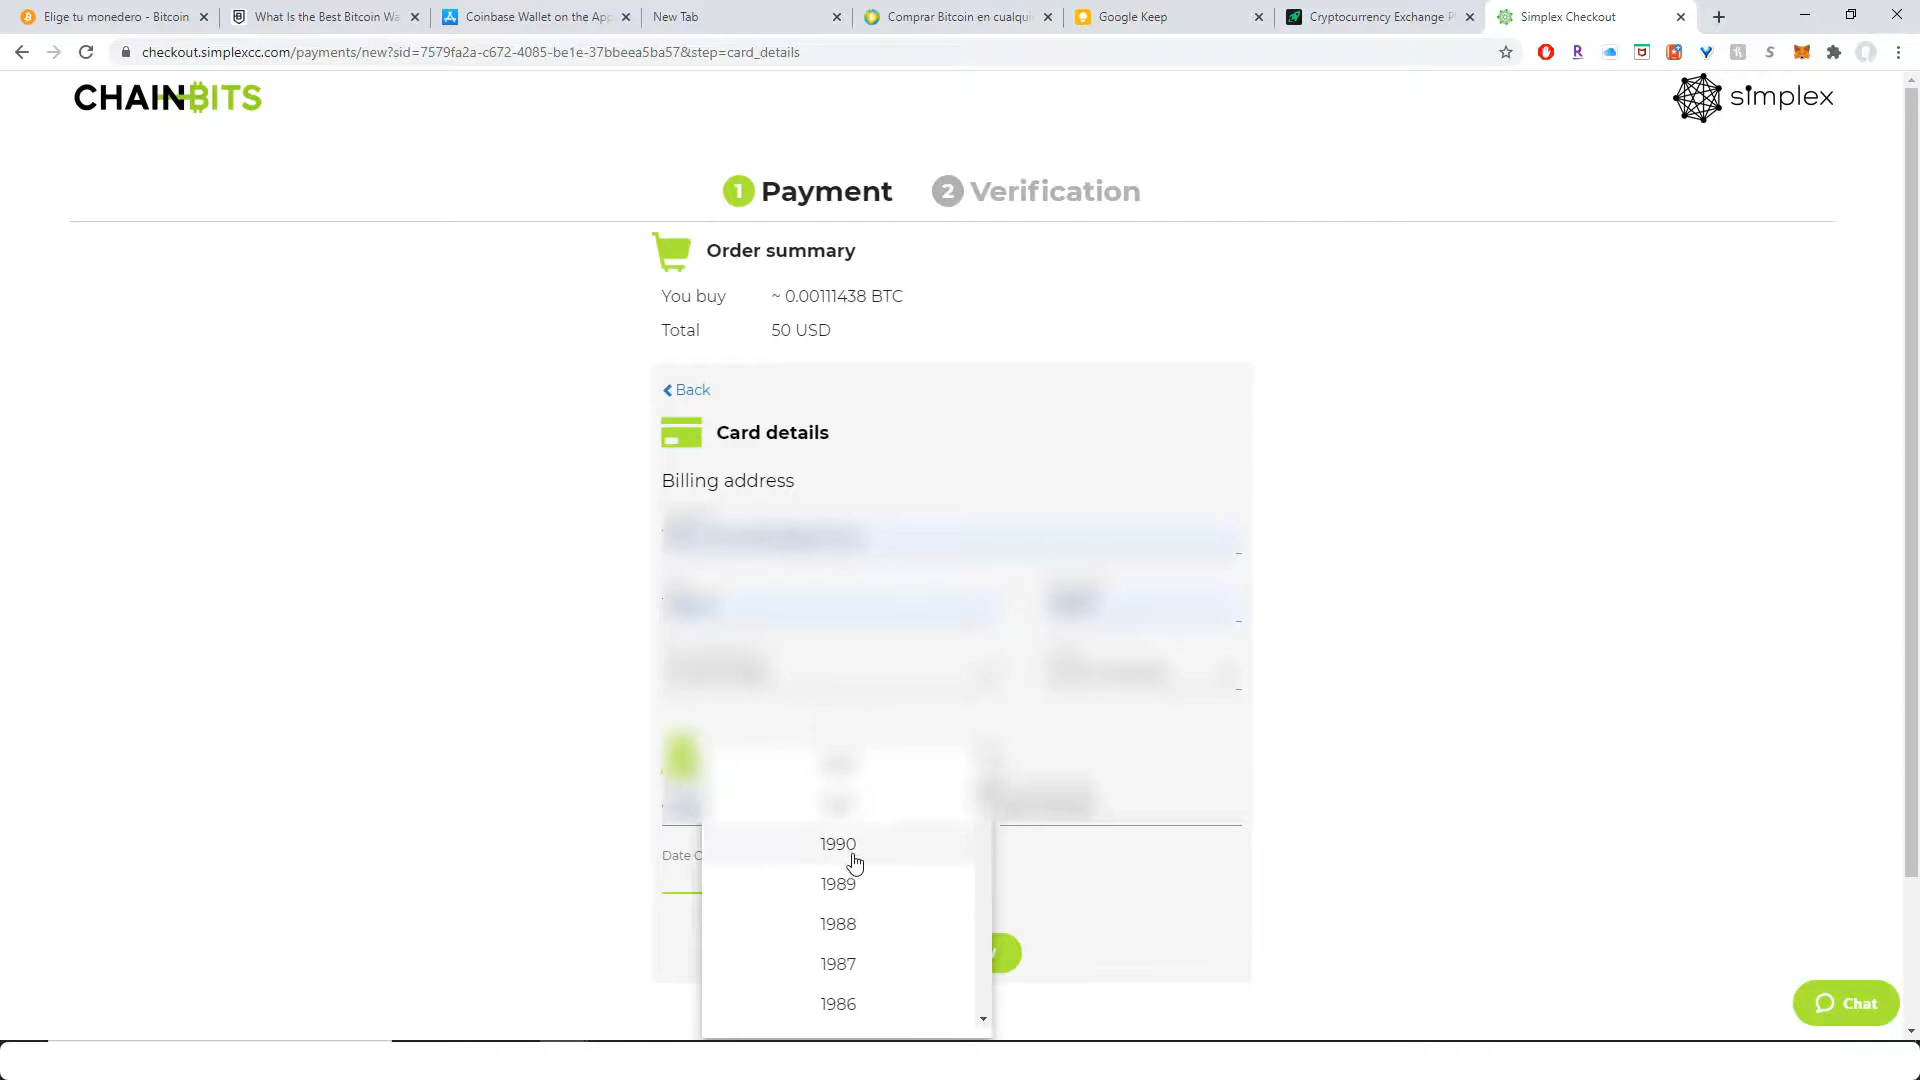 Elige tu monedero - Bitcoin
What Is the Best Bitcoin Wa
Coinbase Wallet on the App
New Tab
Comprar Bitcoin en cualqui
Google Keep
Cryptocurrency Exchange P
Simplex Checkout
checkout.simplexcc.com/payments/new?sid=7579fa2a-c672-4085-be1e-37bbeea5ba57&step=card_details
CHAINBITS
simplex
1 Payment
2 Verification
Order summary
You buy ~ 0.00111438 BTC
Total 50 USD
Back
Card details
Billing address
1990
Date O
1989
1988
1987
1986
Chat